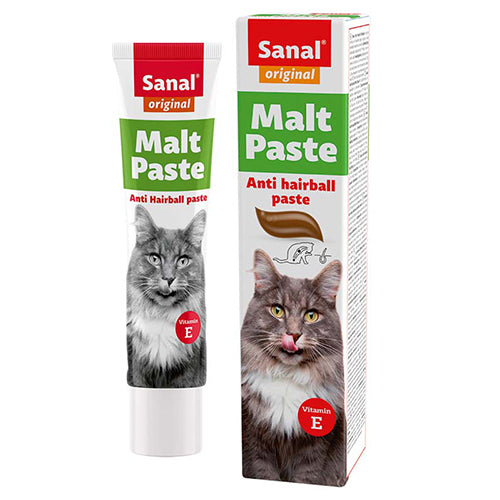 Sanal®
original
Malt
Paste
Anti Hairball paste
Vitamin
E
Sanal®
original
Malt
Paste
Anti hairball
paste
Vitamin
E